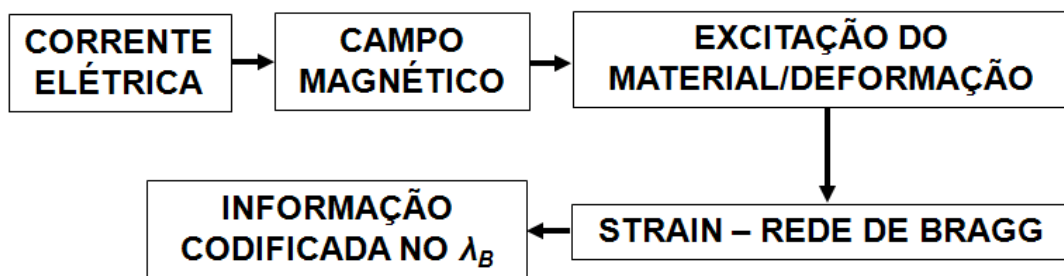 CORRENTE
ELÉTRICA
CAMPO
MAGNÉTICO
EXCITAÇÃO DO
MATERIAL/DEFORMAÇÃO
STRAIN – REDE DE BRAGG
INFORMAÇÃO
CODIFICADA NO λB